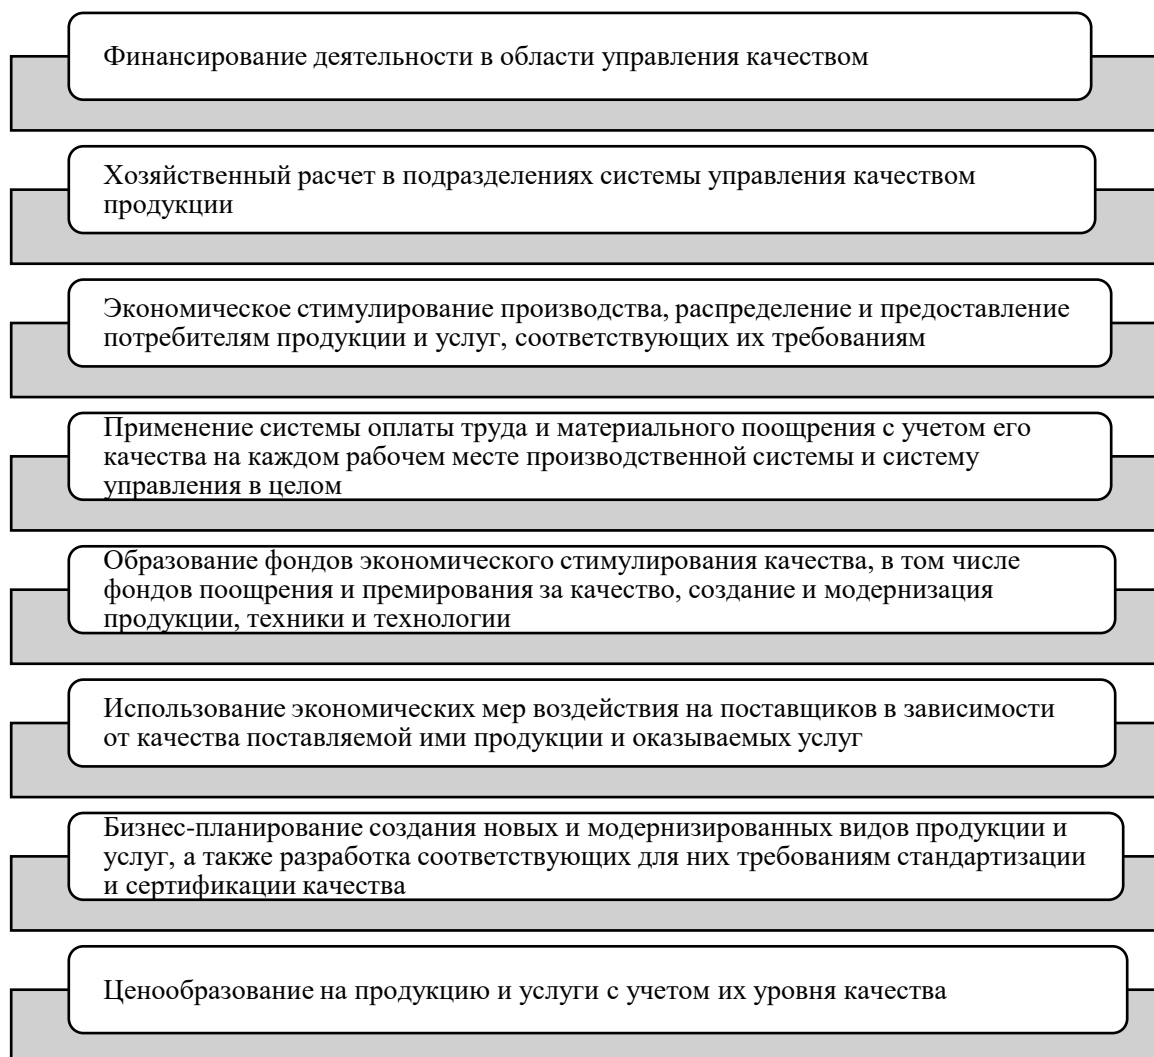 Финансирование деятельности в области управления качеством
Хозяйственный расчет в подразделениях системы управления качеством
продукции
Экономическое стимулирование производства, распределение и предоставление
потребителям продукции и услуг, соответствующих их требованиям
Применение системы оплаты труда и материального поощрения с учетом его
качества на каждом рабочем месте производственной системы и систему
управления в целом
Образование фондов экономического стимулирования качества, в том числе
фондов поощрения и премирования за качество, создание и модернизация
продукции, техники и технологии
Использование экономических мер воздействия на поставщиков в зависимости
от качества поставляемой ими продукции и оказываемых услуг
Бизнес-планирование создания новых и модернизированных видов продукции и
услуг, а также разработка соответствующих для них требованиям стандартизации
и сертификации качества
Ценообразование на продукцию и услуги с учетом их уровня качества